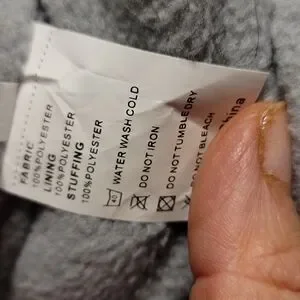 FABRIC
100%POLYESTER
LINING
100%POLYESTER
STUFFING
100%POLYESTER
WATER WASH COLD
DO NOT IRON
DO NOT TUMBLE DRY
DO NOT BLEACH
China